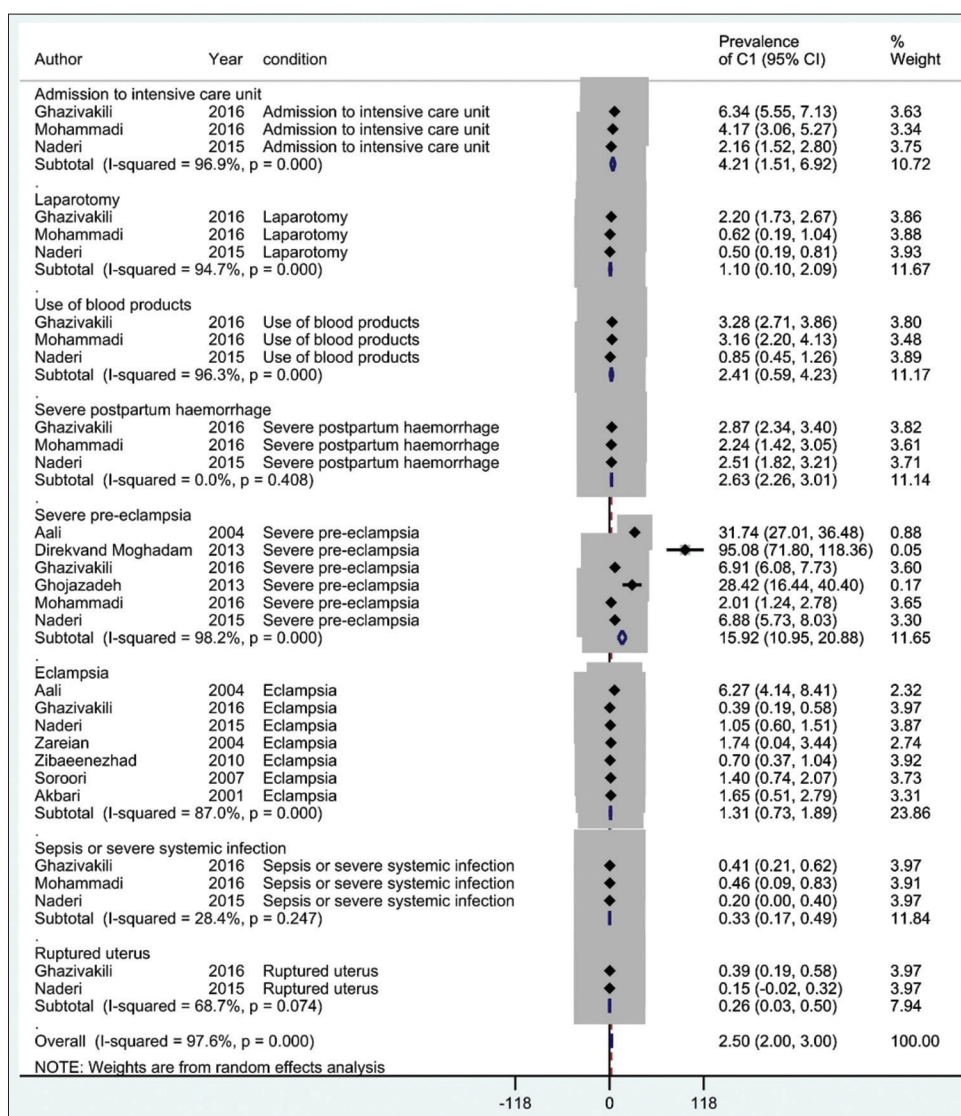 Prevalence %
Author Year condition of C1 (95% CI) Weight
Admission to intensive care unit
Ghazivakili 2016 Admission to intensive care unit 6.34 (5.55, 7.13) 3.63
Mohammadi 2016 Admission to intensive care unit 4.17 (3.06, 5.27) 3.34
Naderi 2015 Admission to intensive care unit 2.16 (1.52, 2.80) 3.75
Subtotal (I-squared = 96.9%, p = 0.000) 4.21 (1.51, 6.92) 10.72
.
Laparotomy
Ghazivakili 2016 Laparotomy 2.20 (1.73, 2.67) 3.86
Mohammadi 2016 Laparotomy 0.62 (0.19, 1.04) 3.88
Naderi 2015 Laparotomy 0.50 (0.19, 0.81) 3.93
Subtotal (I-squared = 94.7%, p = 0.000) 1.10 (0.10, 2.09) 11.67
.
Use of blood products
Ghazivakili 2016 Use of blood products 3.28 (2.71, 3.86) 3.80
Mohammadi 2016 Use of blood products 3.16 (2.20, 4.13) 3.48
Naderi 2015 Use of blood products 0.85 (0.45, 1.26) 3.89
Subtotal (I-squared = 96.3%, p = 0.000) 2.41 (0.59, 4.23) 11.17
.
Severe postpartum haemorrhage
Ghazivakili 2016 Severe postpartum haemorrhage 2.87 (2.34, 3.40) 3.82
Mohammadi 2016 Severe postpartum haemorrhage 2.24 (1.42, 3.05) 3.61
Naderi 2015 Severe postpartum haemorrhage 2.51 (1.82, 3.21) 3.71
Subtotal (I-squared = 0.0%, p = 0.408) 2.63 (2.26, 3.01) 11.14
.
Severe pre-eclampsia
Aali 2004 Severe pre-eclampsia 31.74 (27.01, 36.48) 0.88
Direkvand Moghadam 2013 Severe pre-eclampsia 95.08 (71.80, 118.36) 0.05
Ghazivakili 2016 Severe pre-eclampsia 6.91 (6.08, 7.73) 3.60
Ghojazadeh 2013 Severe pre-eclampsia 28.42 (16.44, 40.40) 0.17
Mohammadi 2016 Severe pre-eclampsia 2.01 (1.24, 2.78) 3.65
Naderi 2015 Severe pre-eclampsia 6.88 (5.73, 8.03) 3.30
Subtotal (I-squared = 98.2%, p = 0.000) 15.92 (10.95, 20.88) 11.65
.
Eclampsia
Aali 2004 Eclampsia 6.27 (4.14, 8.41) 2.32
Ghazivakili 2016 Eclampsia 0.39 (0.19, 0.58) 3.97
Naderi 2015 Eclampsia 1.05 (0.60, 1.51) 3.87
Zareian 2004 Eclampsia 1.74 (0.04, 3.44) 2.74
Zibaeenezhad 2010 Eclampsia 0.70 (0.37, 1.04) 3.92
Soroori 2007 Eclampsia 1.40 (0.74, 2.07) 3.73
Akbari 2001 Eclampsia 1.65 (0.51, 2.79) 3.31
Subtotal (I-squared = 87.0%, p = 0.000) 1.31 (0.73, 1.89) 23.86
.
Sepsis or severe systemic infection
Ghazivakili 2016 Sepsis or severe systemic infection 0.41 (0.21, 0.62) 3.97
Mohammadi 2016 Sepsis or severe systemic infection 0.46 (0.09, 0.83) 3.91
Naderi 2015 Sepsis or severe systemic infection 0.20 (0.00, 0.40) 3.97
Subtotal (I-squared = 28.4%, p = 0.247) 0.33 (0.17, 0.49) 11.84
.
Ruptured uterus
Ghazivakili 2016 Ruptured uterus 0.39 (0.19, 0.58) 3.97
Naderi 2015 Ruptured uterus 0.15 (-0.02, 0.32) 3.97
Subtotal (I-squared = 68.7%, p = 0.074) 0.26 (0.03, 0.50) 7.94
.
Overall (I-squared = 97.6%, p = 0.000) 2.50 (2.00, 3.00) 100.00
NOTE: Weights are from random effects analysis
-118 0 118